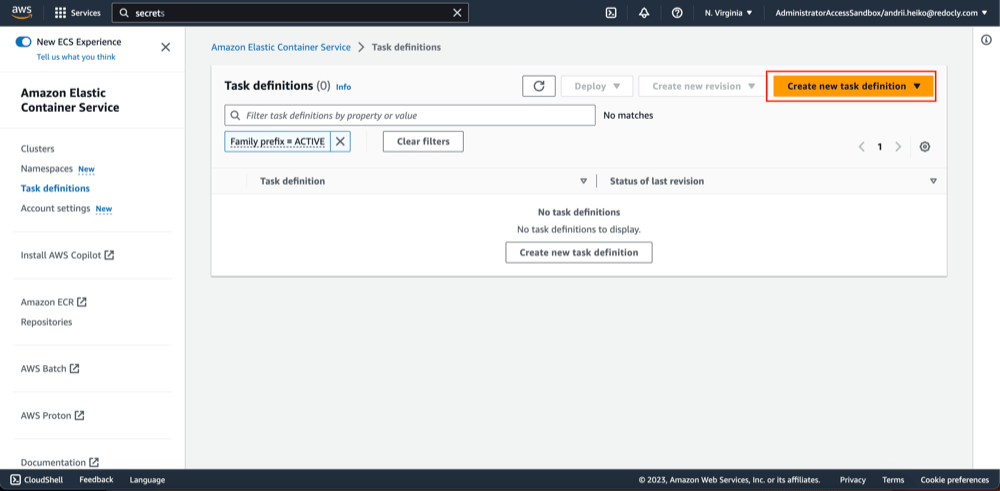 aws Services secrets N. Virginia AdministratorAccessSandbox/andrii.heiko@redocly.com
New ECS Experience
Tell us what you think
Amazon Elastic
Container Service
Clusters
Namespaces New
Task definitions
Account settings New
Install AWS Copilot
Amazon ECR
Repositories
AWS Batch
AWS Proton
Documentation
Amazon Elastic Container Service > Task definitions
Task definitions (0) Info Deploy Create new revision Create new task definition
Filter task definitions by property or value No matches
Family prefix = ACTIVE Clear filters 1
Task definition Status of last revision
No task definitions
No task definitions to display.
Create new task definition
CloudShell Feedback Language © 2023, Amazon Web Services, Inc. or its affiliates. Privacy Terms Cookie preferences